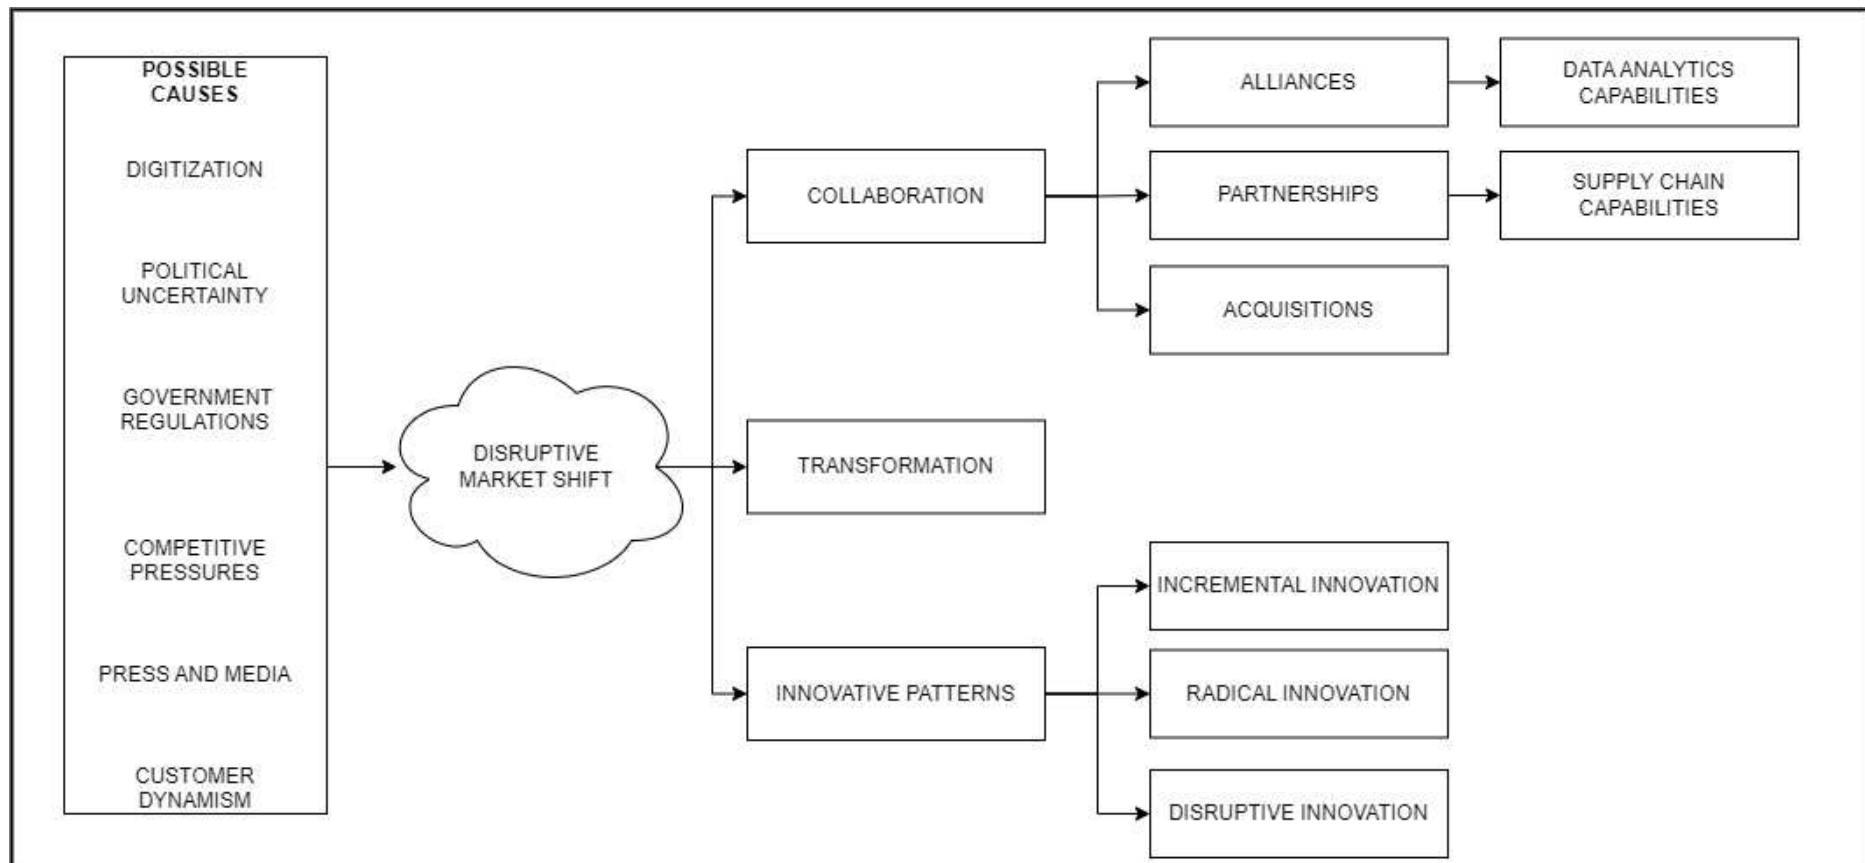 POSSIBLE
CAUSES
DIGITIZATION
POLITICAL
UNCERTAINTY
GOVERNMENT
REGULATIONS
COMPETITIVE
PRESSURES
PRESS AND MEDIA
CUSTOMER
DYNAMISM
DISRUPTIVE
MARKET SHIFT
COLLABORATION
TRANSFORMATION
INNOVATIVE PATTERNS
ALLIANCES
PARTNERSHIPS
ACQUISITIONS
INCREMENTAL INNOVATION
RADICAL INNOVATION
DISRUPTIVE INNOVATION
DATA ANALYTICS
CAPABILITIES
SUPPLY CHAIN
CAPABILITIES